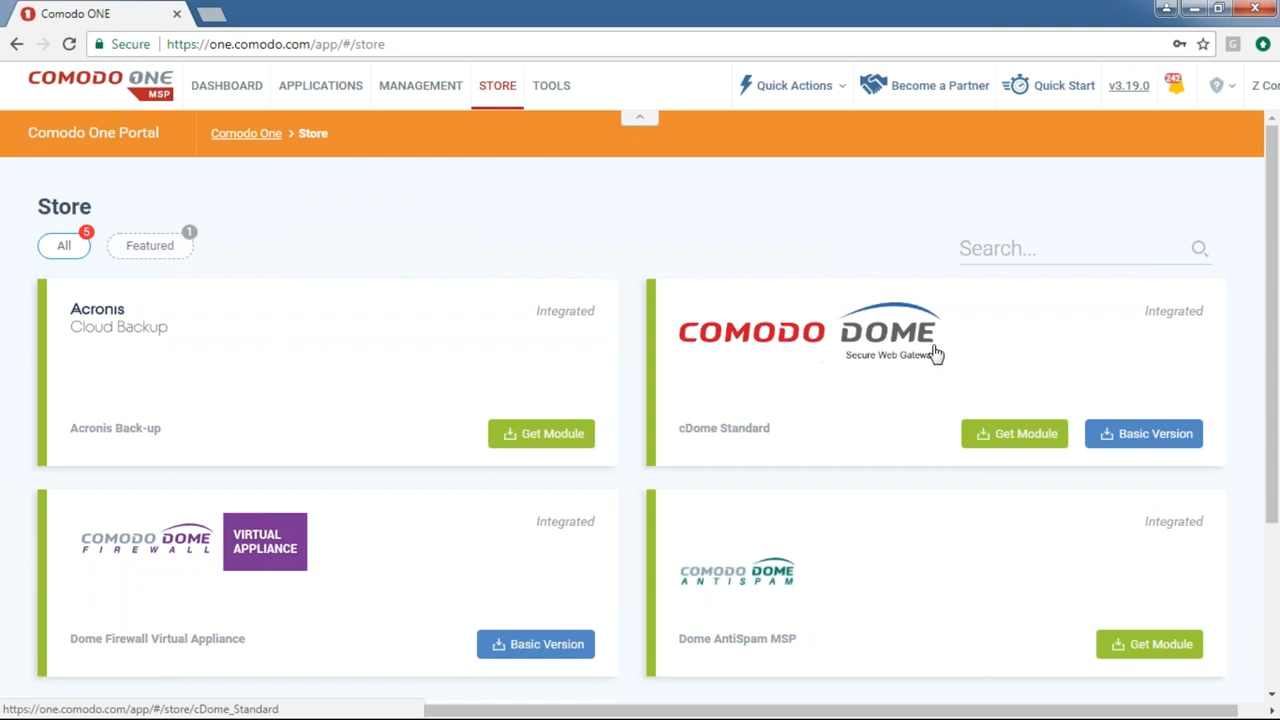 Comodo ONE
Secure https://one.comodo.com/app/#/store
COMODO ONE MSP DASHBOARD APPLICATIONS MANAGEMENT STORE TOOLS Quick Actions Become a Partner Quick Start v3.19.0 242 Z Con
Comodo One Portal Comodo One > Store
Store
All 5 Featured 1
Search...
Acronis
Cloud Backup
Integrated
Acronis Back-up
Get Module
COMODO DOME
Secure Web Gateway
Integrated
cDome Standard
Get Module Basic Version
COMODO DOME
FIREWALL
VIRTUAL
APPLIANCE
Integrated
Dome Firewall Virtual Appliance
Basic Version
COMODO DOME
ANTISPAM
Integrated
Dome AntiSpam MSP
Get Module
https://one.comodo.com/app/#/store/cDome_Standard